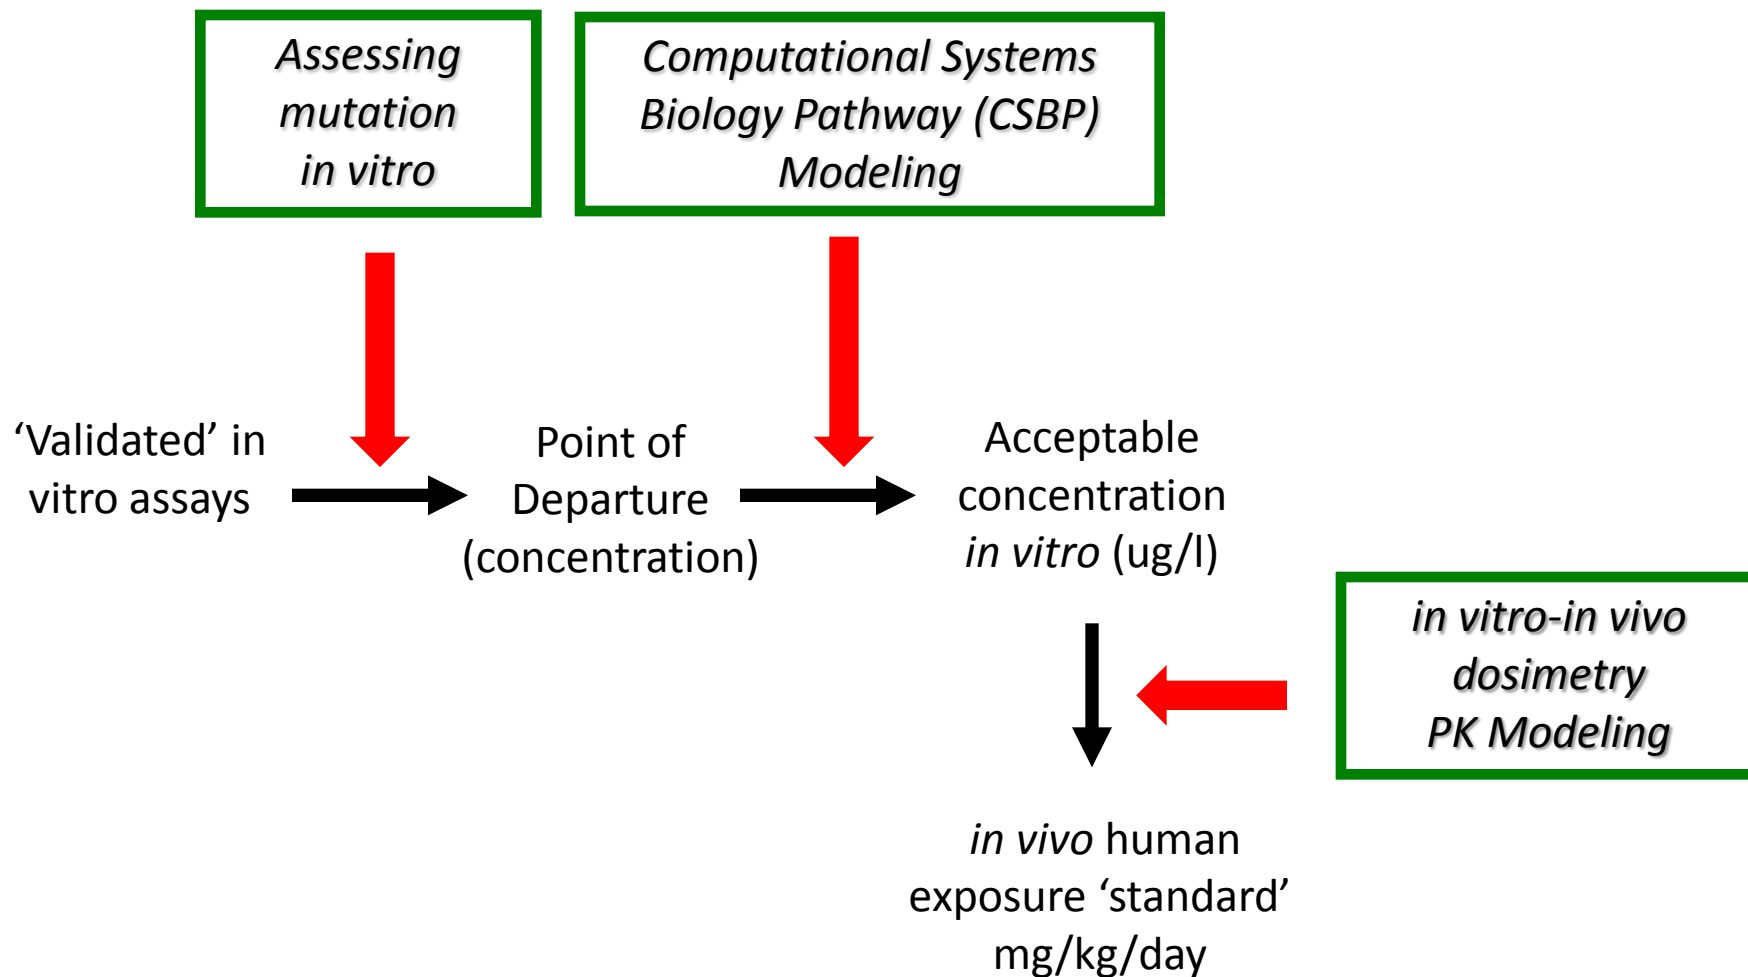 Assessing
mutation
in vitro
Computational Systems
Biology Pathway (CSBP)
Modeling
‘Validated’ in
vitro assays
Point of
Departure
(concentration)
Acceptable
concentration
in vitro (ug/l)
in vitro-in vivo
dosimetry
PK Modeling
in vivo human
exposure ‘standard’
mg/kg/day